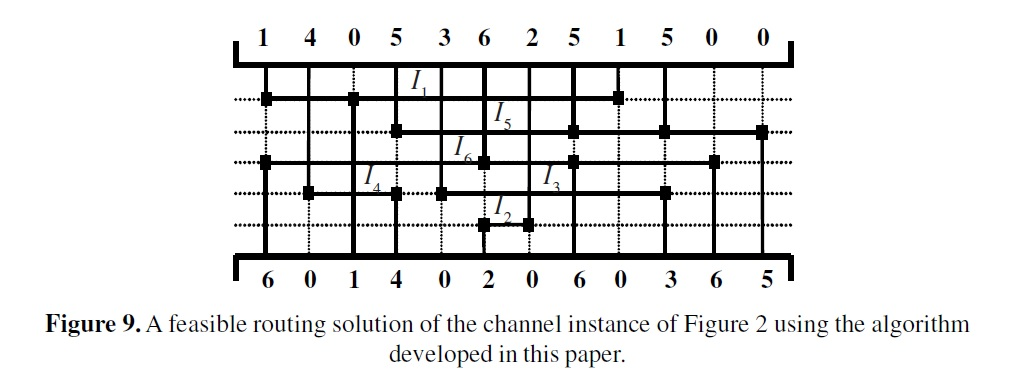 1 4 0 5 3 6 2 5 1 5 0 0
I1
I5
I6
I4 I3
I2
6 0 1 4 0 2 0 6 0 3 6 5
Figure 9. A feasible routing solution of the channel instance of Figure 2 using the algorithm
developed in this paper.